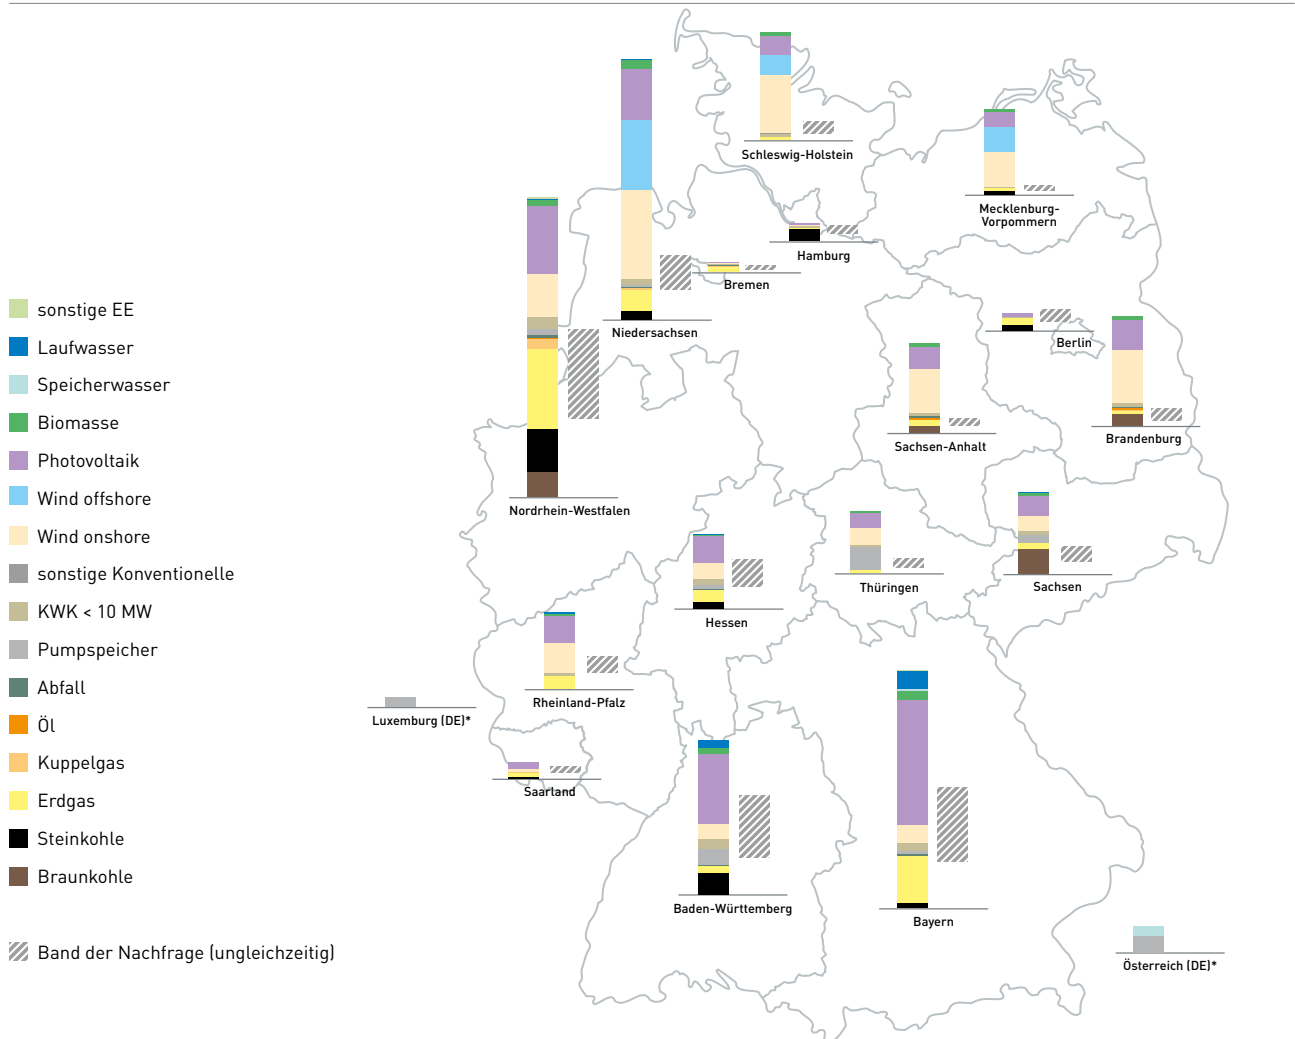 Schleswig-Holstein
Mecklenburg-
Vorpommern
Hamburg
Bremen
Niedersachsen
Berlin
Brandenburg
Sachsen-Anhalt
Nordrhein-Westfalen
Thüringen
Sachsen
Hessen
Rheinland-Pfalz
Luxemburg (DE)*
Saarland
Baden-Württemberg
Bayern
Österreich (DE)*
sonstige EE
Laufwasser
Speicherwasser
Biomasse
Photovoltaik
Wind offshore
Wind onshore
sonstige Konventionelle
KWK < 10 MW
Pumpspeicher
Abfall
Öl
Kuppelgas
Erdgas
Steinkohle
Braunkohle
Band der Nachfrage (ungleichzeitig)